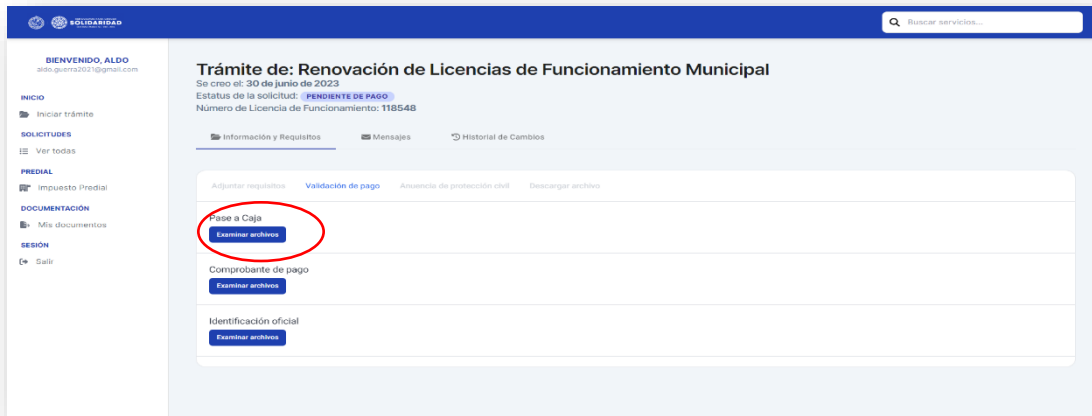 SOLIDARIDAD
Buscar servicios...
BIENVENIDO, ALDO
aldo.guerra2021@gmail.com
INICIO
Iniciar trámite
SOLICITUDES
Ver todas
PREDIAL
Impuesto Predial
DOCUMENTACIÓN
Mis documentos
SESIÓN
Salir
Trámite de: Renovación de Licencias de Funcionamiento Municipal
Se creo el: 30 de junio de 2023
Estatus de la solicitud: PENDIENTE DE PAGO
Número de Licencia de Funcionamiento: 118548
Información y Requisitos Mensajes Historial de Cambios
Adjuntar requisitos Validación de pago Anuencia de protección civil Descargar archivo
Pase a Caja
Examinar archivos
Comprobante de pago
Examinar archivos
Identificación oficial
Examinar archivos